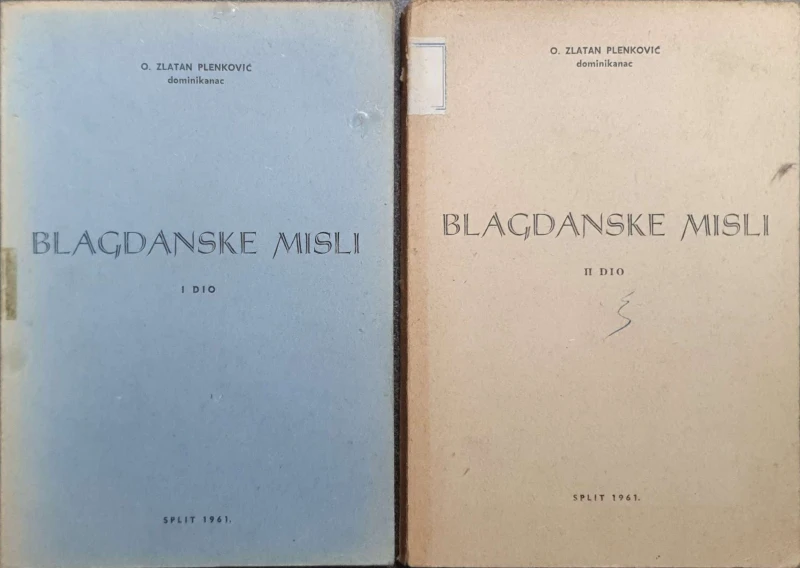 O. ZLATAN PLENKOVIĆ
dominikanac
BLAGDANSKE MISLI
I DIO
SPLIT 1961.
O. ZLATAN PLENKOVIĆ
dominikanac
BLAGDANSKE MISLI
II DIO
SPLIT 1961.